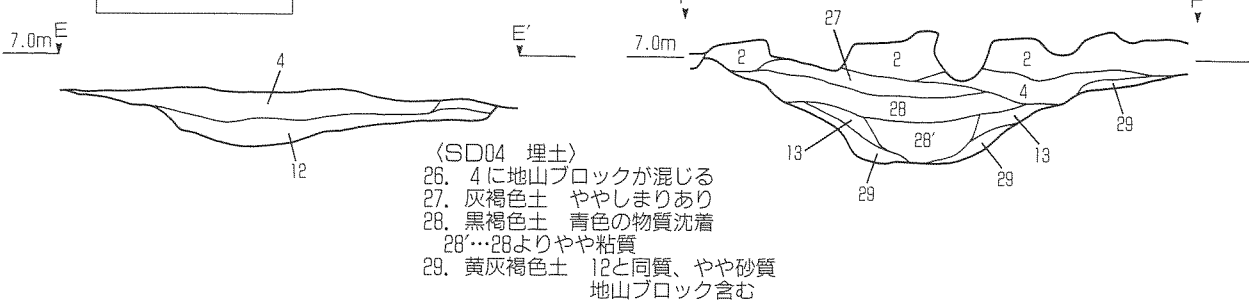 7.0m E E′
4
12
7.0m
27
2 2 2
4
28
29
13 28′ 13
29 29
〈SD04 埋土〉
26. 4に地山ブロックが混じる
27. 灰褐色土 ややしまりあり
28. 黒褐色土 青色の物質沈着
28′…28よりやや粘質
29. 黄灰褐色土 12と同質、やや砂質
地山ブロック含む